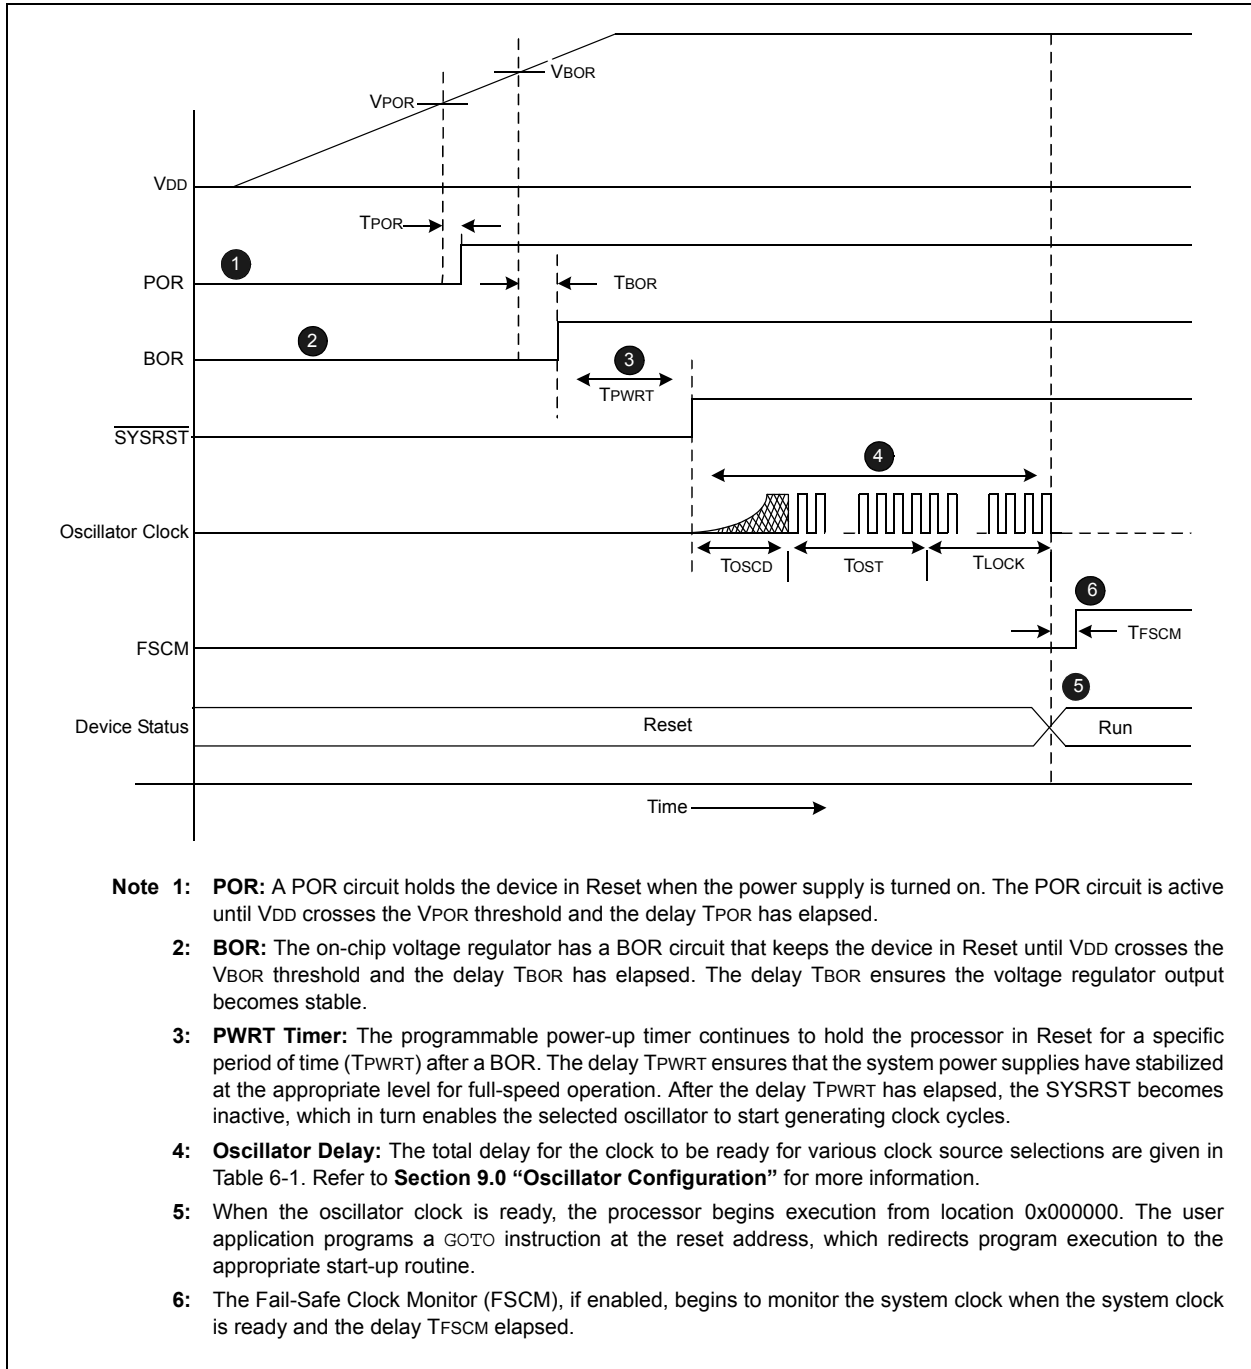 VBOR
VPOR
VDD
TPOR
1
POR
TBOR
2
BOR
3
TPWRT
SYSRST
4
Oscillator Clock
TOSCD
TOST
TLOCK
6
FSCM
TFSCM
5
Device Status
Reset
Run
Time
Note 1: POR: A POR circuit holds the device in Reset when the power supply is turned on. The POR circuit is active
until VDD crosses the VPOR threshold and the delay TPOR has elapsed.
2: BOR: The on-chip voltage regulator has a BOR circuit that keeps the device in Reset until VDD crosses the
VBOR threshold and the delay TBOR has elapsed. The delay TBOR ensures the voltage regulator output
becomes stable.
3: PWRT Timer: The programmable power-up timer continues to hold the processor in Reset for a specific
period of time (TPWRT) after a BOR. The delay TPWRT ensures that the system power supplies have stabilized
at the appropriate level for full-speed operation. After the delay TPWRT has elapsed, the SYSRST becomes
inactive, which in turn enables the selected oscillator to start generating clock cycles.
4: Oscillator Delay: The total delay for the clock to be ready for various clock source selections are given in
Table 6-1. Refer to Section 9.0 “Oscillator Configuration” for more information.
5: When the oscillator clock is ready, the processor begins execution from location 0x000000. The user
application programs a GOTO instruction at the reset address, which redirects program execution to the
appropriate start-up routine.
6: The Fail-Safe Clock Monitor (FSCM), if enabled, begins to monitor the system clock when the system clock
is ready and the delay TFSCM elapsed.